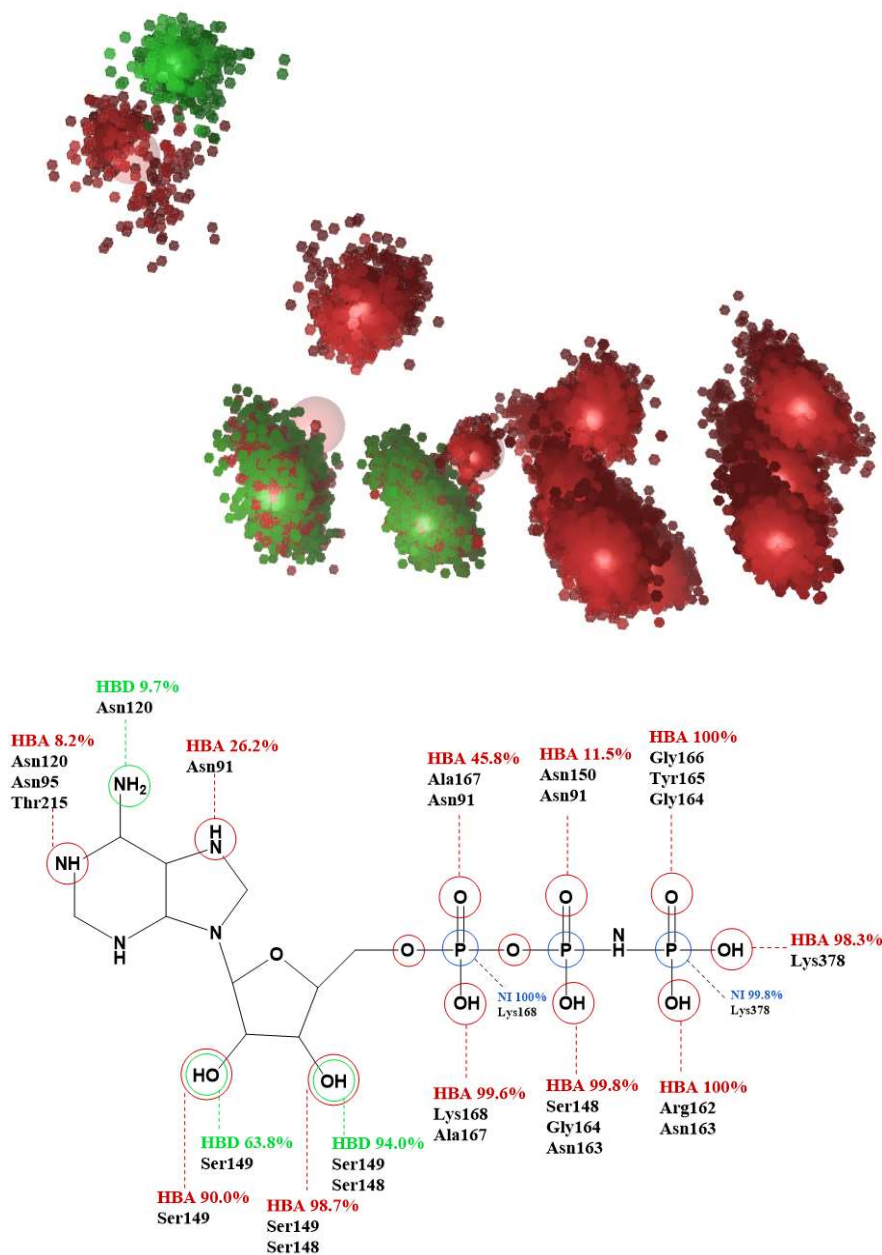 HBD 9.7%
Asn120
HBA 8.2%
Asn120
Asn95
Thr215
HBA 26.2%
Asn91
HBA 45.8%
Ala167
Asn91
HBA 11.5%
Asn150
Asn91
HBA 100%
Gly166
Tyr165
Gly164
NH2
H
N
NH
N
H
N
O
O
O
O
O
P
O
P
N
H
P
OH
HBA 98.3%
Lys378
NI 100%
Lys168
NI 99.8%
Lys378
OH
OH
OH
HO
OH
HBA 99.6%
Lys168
Ala167
HBA 99.8%
Ser148
Gly164
Asn163
HBA 100%
Arg162
Asn163
HBD 63.8%
Ser149
HBD 94.0%
Ser149
Ser148
HBA 90.0%
Ser149
HBA 98.7%
Ser149
Ser148